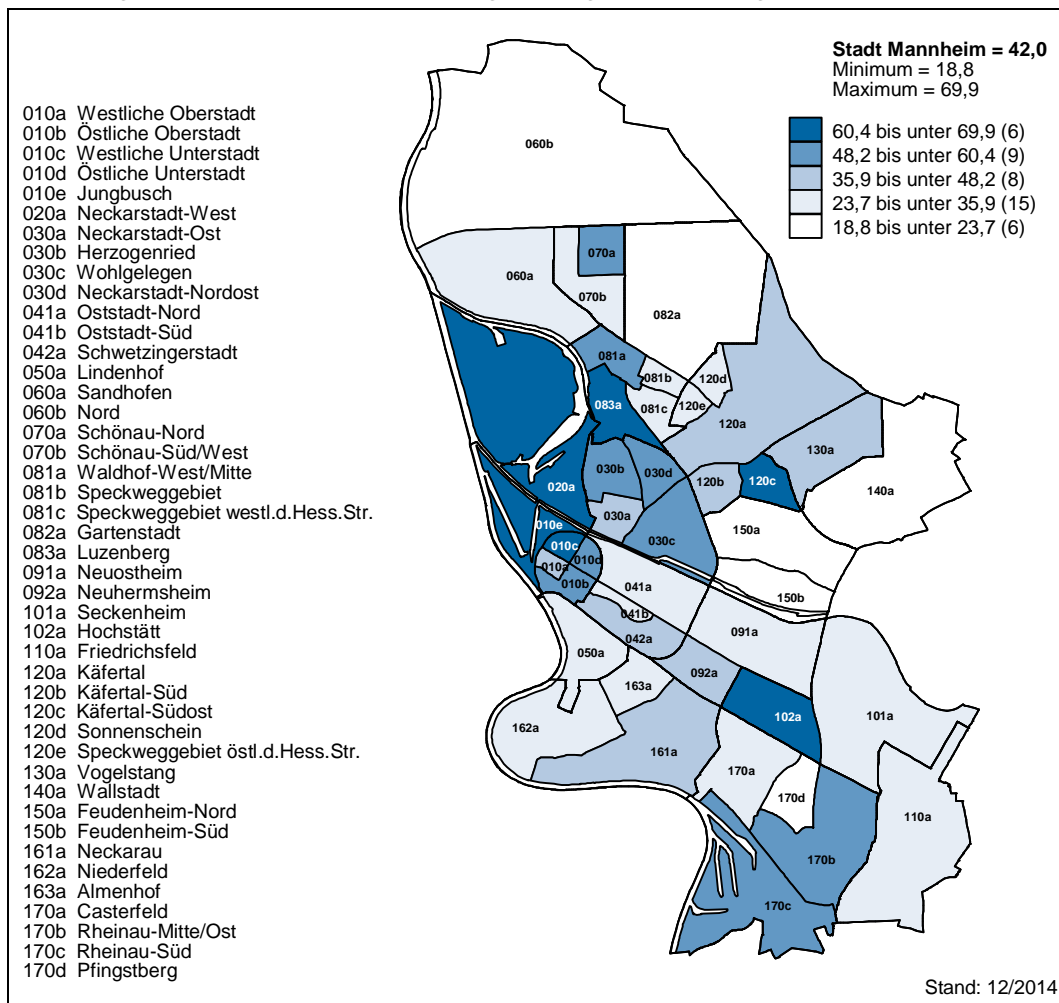 Stadt Mannheim = 42,0
Minimum = 18,8
Maximum = 69,9
60,4 bis unter 69,9 (6)
48,2 bis unter 60,4 (9)
35,9 bis unter 48,2 (8)
23,7 bis unter 35,9 (15)
18,8 bis unter 23,7 (6)
010a Westliche Oberstadt
010b Östliche Oberstadt
010c Westliche Unterstadt
010d Östliche Unterstadt
010e Jungbusch
020a Neckarstadt-West
030a Neckarstadt-Ost
030b Herzogenried
030c Wohlgelegen
030d Neckarstadt-Nordost
041a Oststadt-Nord
041b Oststadt-Süd
042a Schwetzingerstadt
050a Lindenhof
060a Sandhofen
060b Nord
070a Schönau-Nord
070b Schönau-Süd/West
081a Waldhof-West/Mitte
081b Speckweggebiet
081c Speckweggebiet westl.d.Hess.Str.
082a Gartenstadt
083a Luzenberg
091a Neuostheim
092a Neuhermsheim
101a Seckenheim
102a Hochstätt
110a Friedrichsfeld
120a Käfertal
120b Käfertal-Süd
120c Käfertal-Südost
120d Sonnenschein
120e Speckweggebiet östl.d.Hess.Str.
130a Vogelstang
140a Wallstadt
150a Feudenheim-Nord
150b Feudenheim-Süd
161a Neckarau
162a Niederfeld
163a Almenhof
170a Casterfeld
170b Rheinau-Mitte/Ost
170c Rheinau-Süd
170d Pfingstberg
060b
070a
060a
070b
082a
081a
081b
120d
083a
081c
120e
120a
130a
030b
030d
120b
120c
020a
140a
030a
010e
150a
010c
030c
010a
010d
010b
041a
150b
041b
042a
091a
050a
092a
163a
102a
101a
162a
161a
170a
170d
110a
170b
170c
Stand: 12/2014